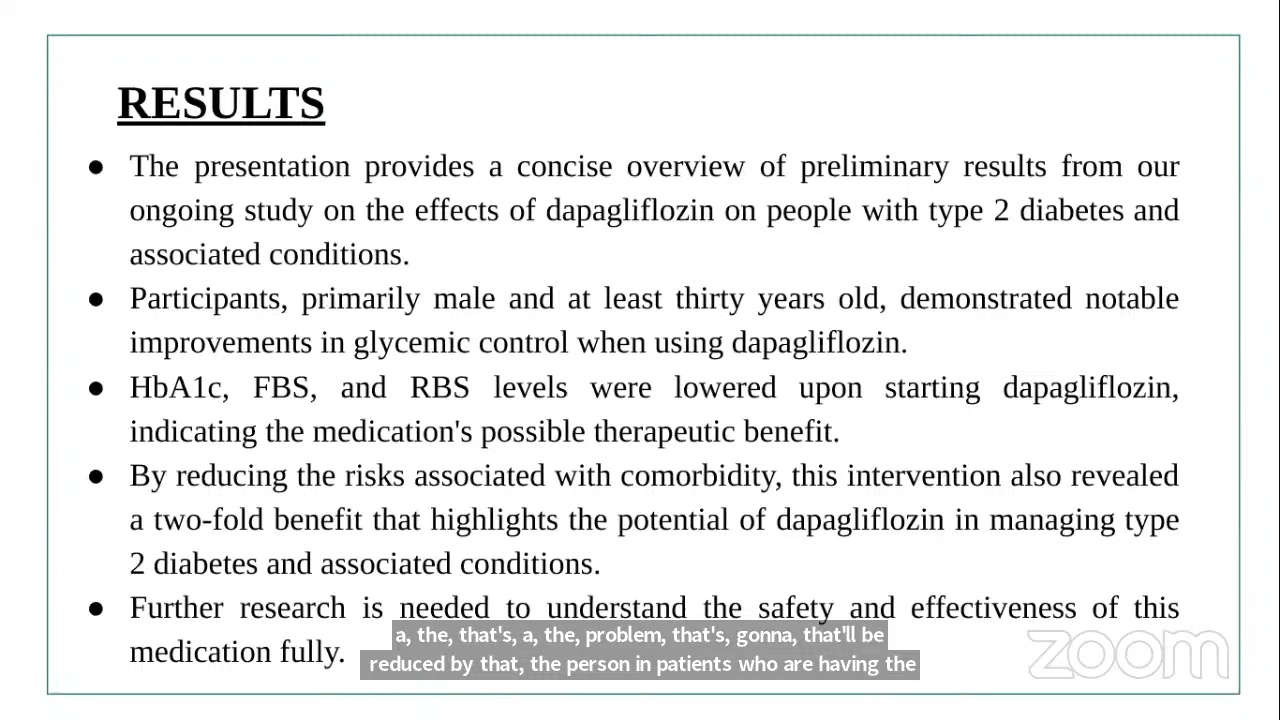 RESULTS
● The presentation provides a concise overview of preliminary results from our
ongoing study on the effects of dapagliflozin on people with type 2 diabetes and
associated conditions.
● Participants, primarily male and at least thirty years old, demonstrated notable
improvements in glycemic control when using dapagliflozin.
● HbA1c, FBS, and RBS levels were lowered upon starting dapagliflozin,
indicating the medication's possible therapeutic benefit.
● By reducing the risks associated with comorbidity, this intervention also revealed
a two-fold benefit that highlights the potential of dapagliflozin in managing type
2 diabetes and associated conditions.
● Further research is needed to understand the safety and effectiveness of this
medication fully.
a, the, that's, a, the, problem, that's, gonna, that'll be
reduced by that, the person in patients who are having the
zoom